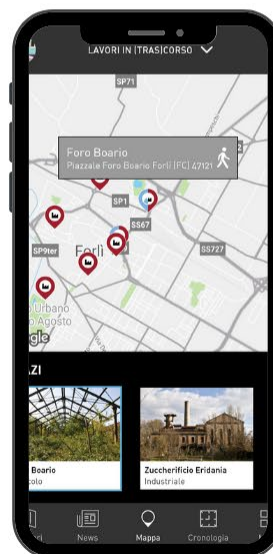 LAVORI IN (TRAS)CORSO
SP71
Foro Boario
Piazzale Foro Boario Forlì (FC) 47121
SP1
SS67
SP9ter
Forlì
SS727
Urbano
Agosto
gle
AZI
Boario
colo
Zuccherificio Eridania
Industriale
News
Mappa
Cronologia